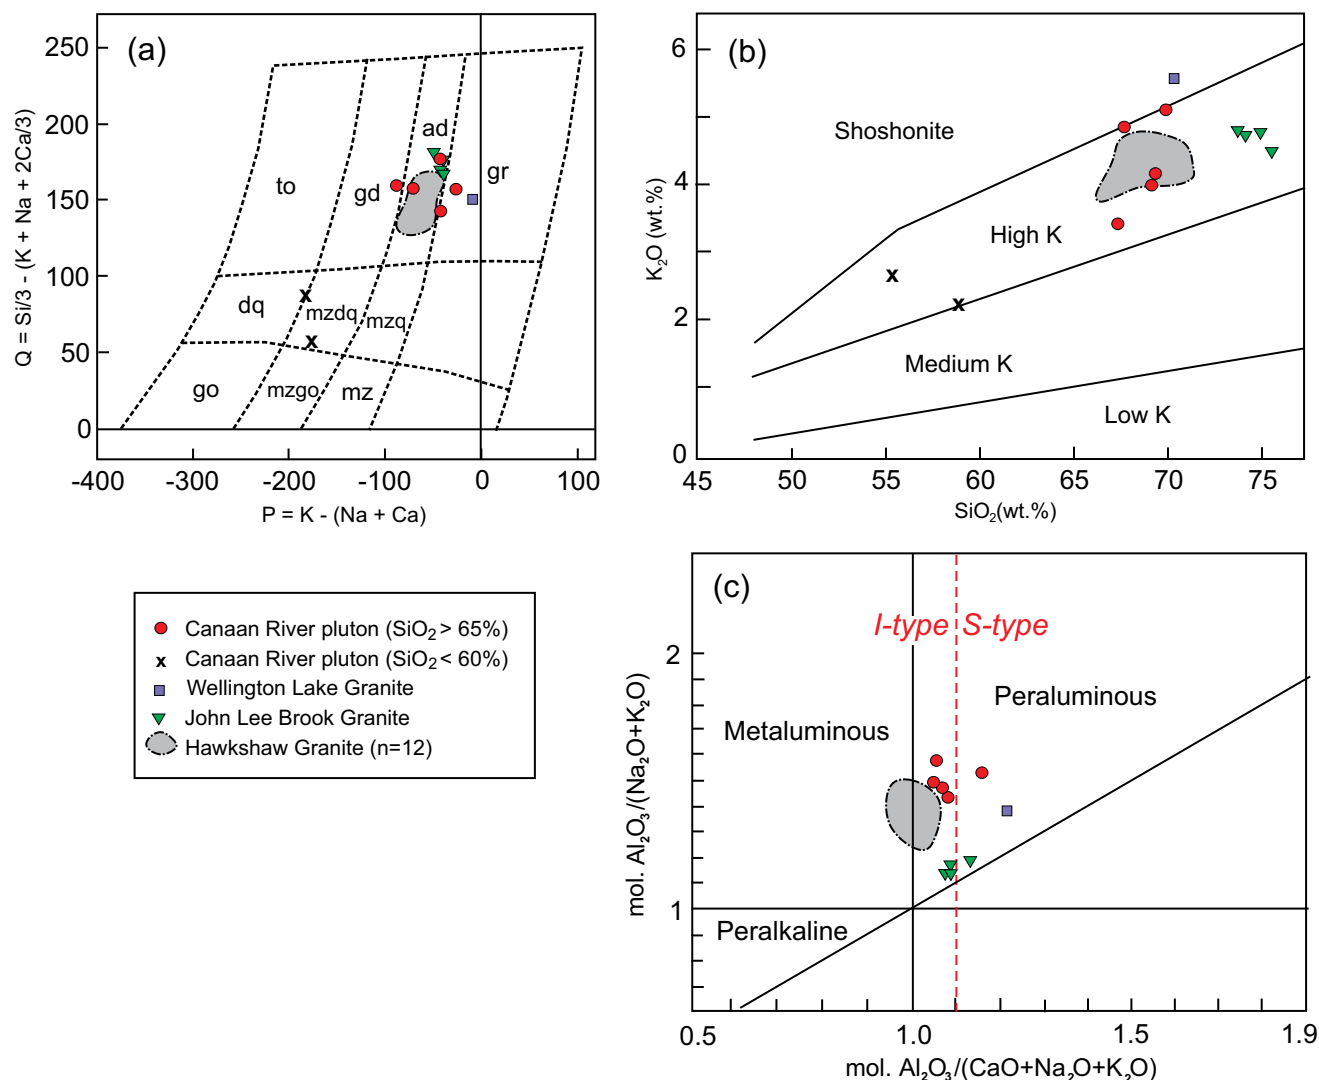 (a)
250
200
150
100
50
0
Q = Si/3 - (K + Na + 2Ca/3)
to
gd
ad
gr
dq
mzdq
mzq
go
mzgo
mz
-400
-300
-200
-100
0
100
P = K - (Na + Ca)
(b)
6
4
2
0
K₂O (wt.%)
Shoshonite
High K
Medium K
Low K
45
50
55
60
65
70
75
SiO₂(wt.%)
Canaan River pluton (SiO₂ > 65%)
x Canaan River pluton (SiO₂ < 60%)
Wellington Lake Granite
John Lee Brook Granite
Hawkshaw Granite (n=12)
(c)
I-type S-type
2
1
mol. Al₂O₃/(Na₂O+K₂O)
Metaluminous
Peraluminous
Peralkaline
0.5
1.0
1.5
1.9
mol. Al₂O₃/(CaO+Na₂O+K₂O)